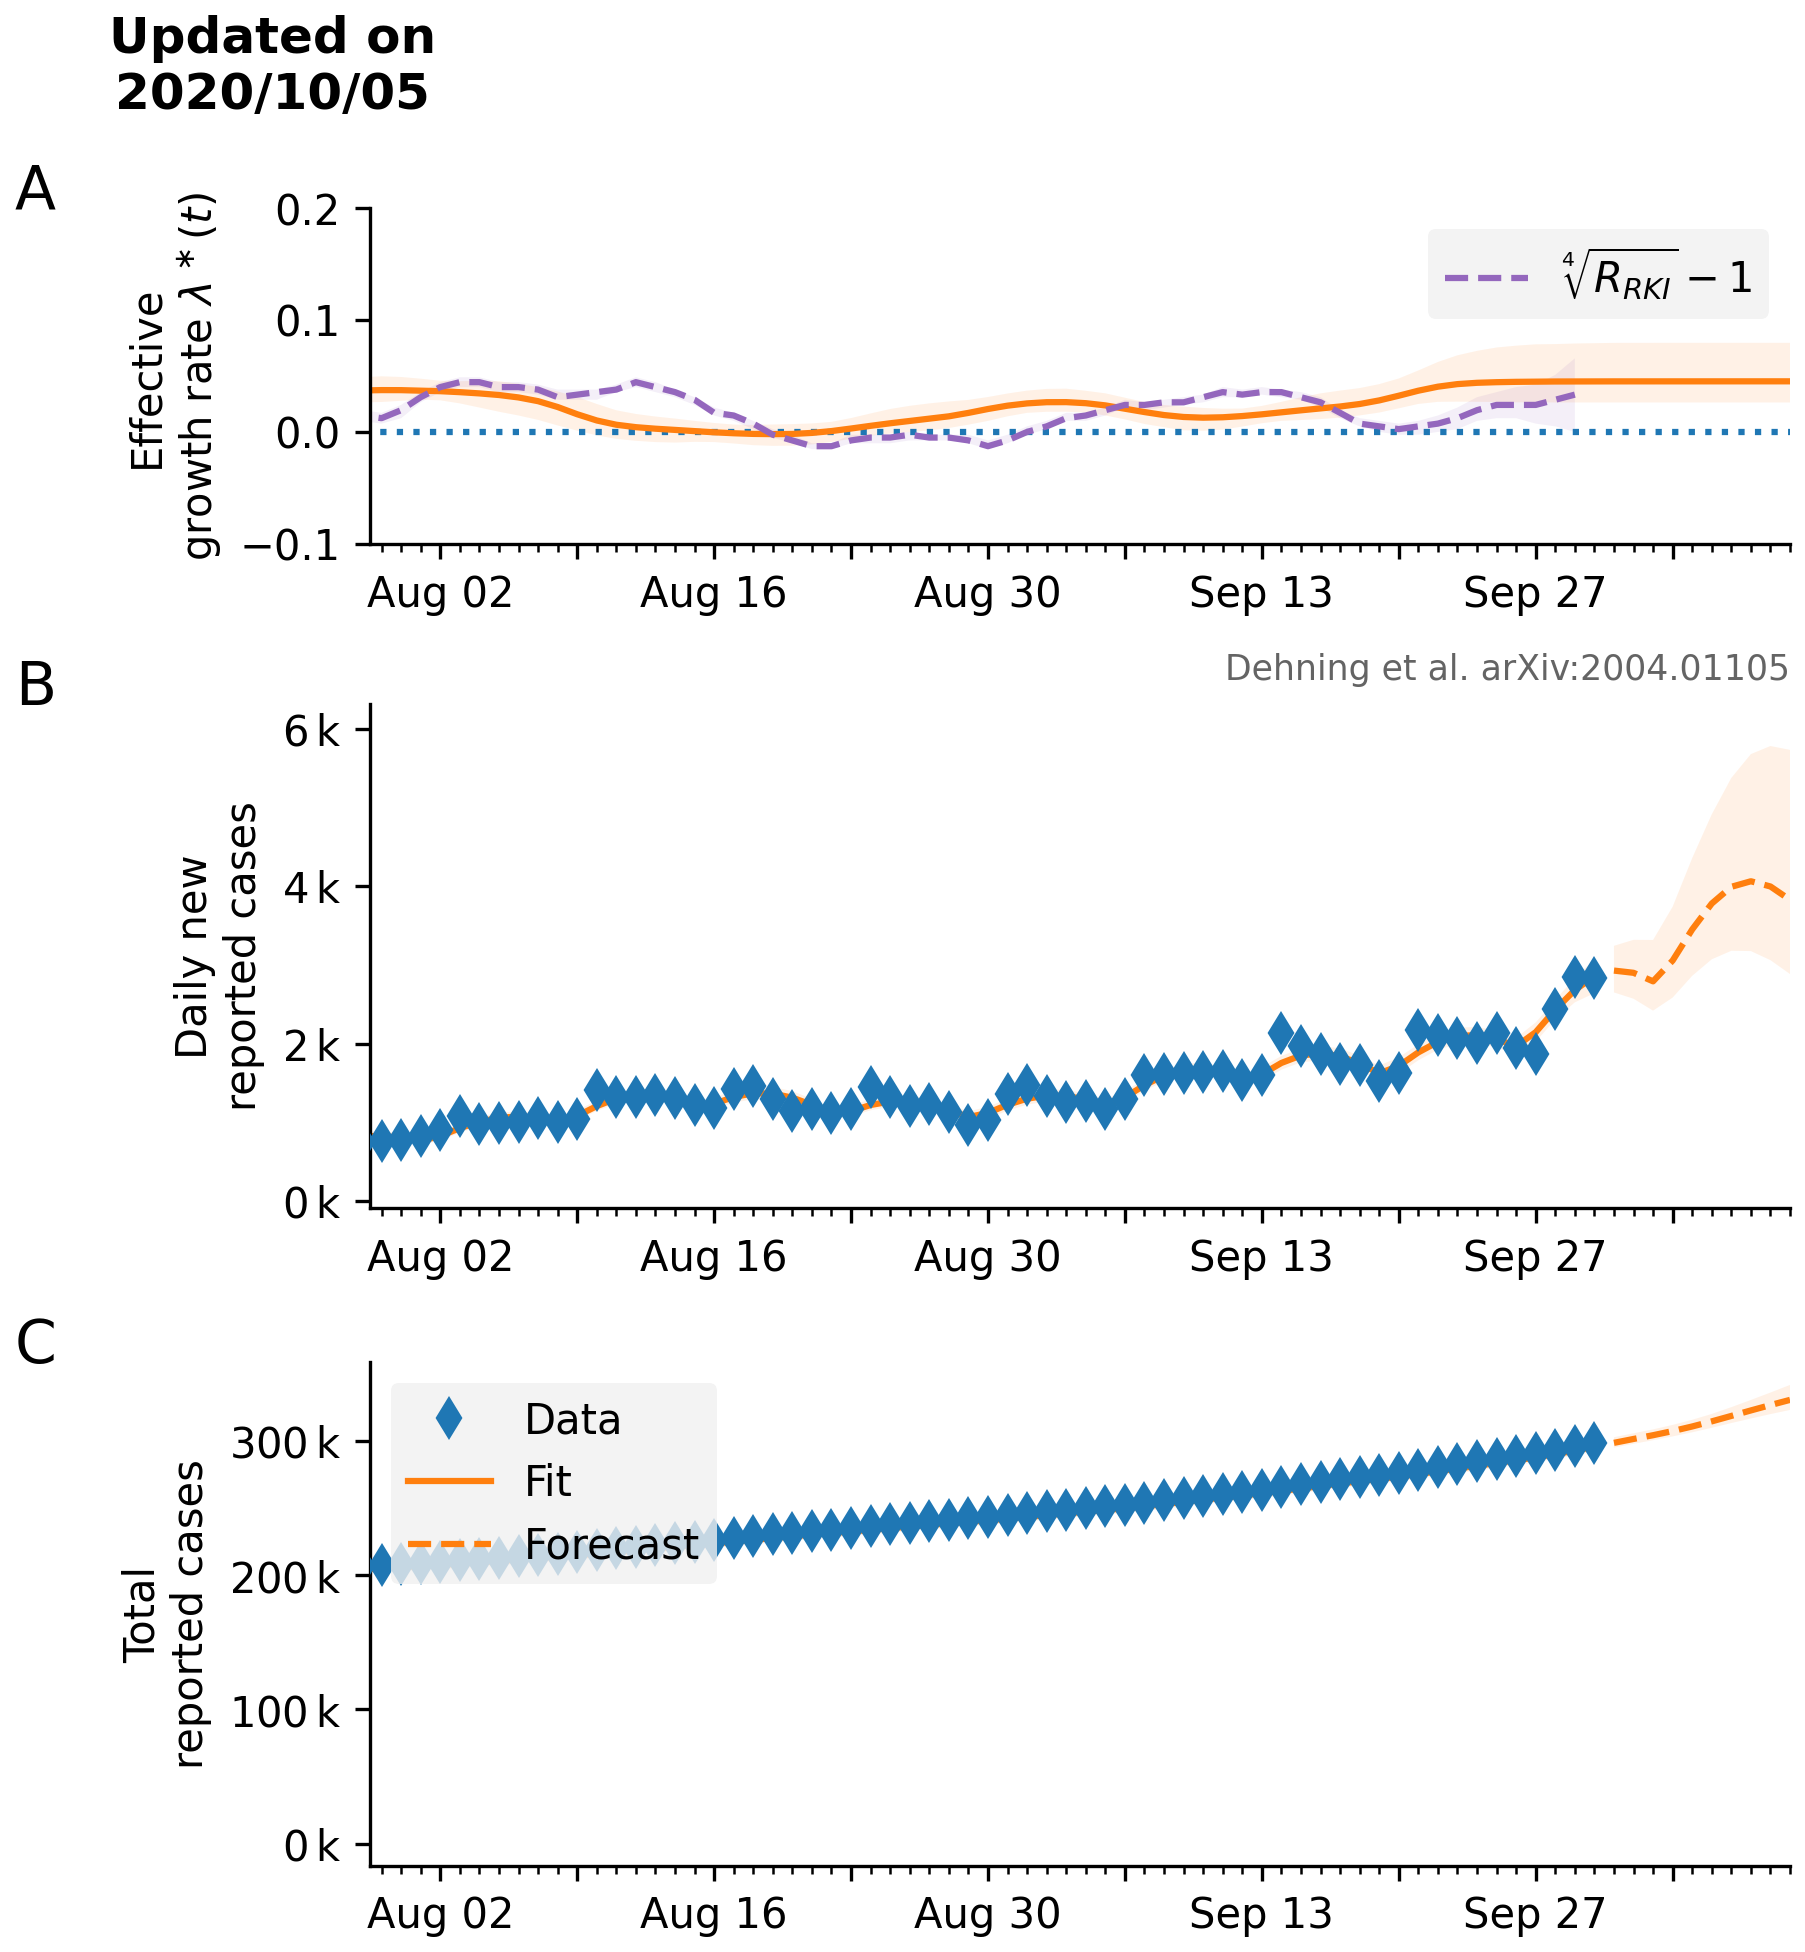 Updated on
2020/10/05
A
Effective
growth rate λ * (t)
0.2
0.1
0.0
−0.1
∜R_RKI − 1
Aug 02 Aug 16 Aug 30 Sep 13 Sep 27
B
Dehning et al. arXiv:2004.01105
Daily new
reported cases
6 k
4 k
2 k
0 k
Aug 02 Aug 16 Aug 30 Sep 13 Sep 27
C
Total
reported cases
300 k
200 k
100 k
0 k
Data
Fit
Forecast
Aug 02 Aug 16 Aug 30 Sep 13 Sep 27